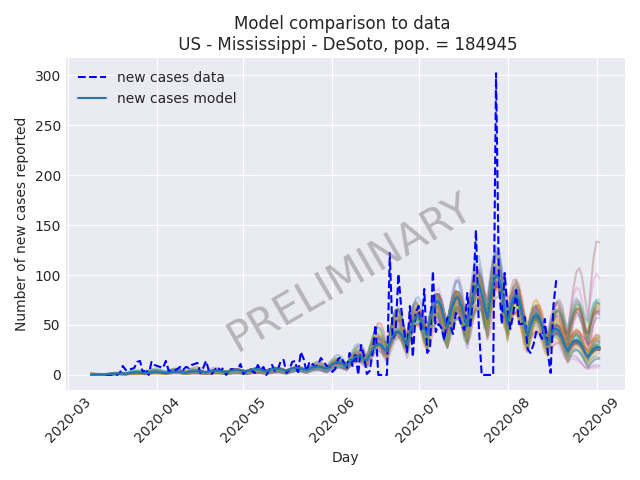 Model comparison to data
US - Mississippi - DeSoto, pop. = 184945
new cases data
new cases model
PRELIMINARY
Number of new cases reported
300
250
200
150
100
50
0
2020-03
2020-04
2020-05
2020-06
2020-07
2020-08
2020-09
Day